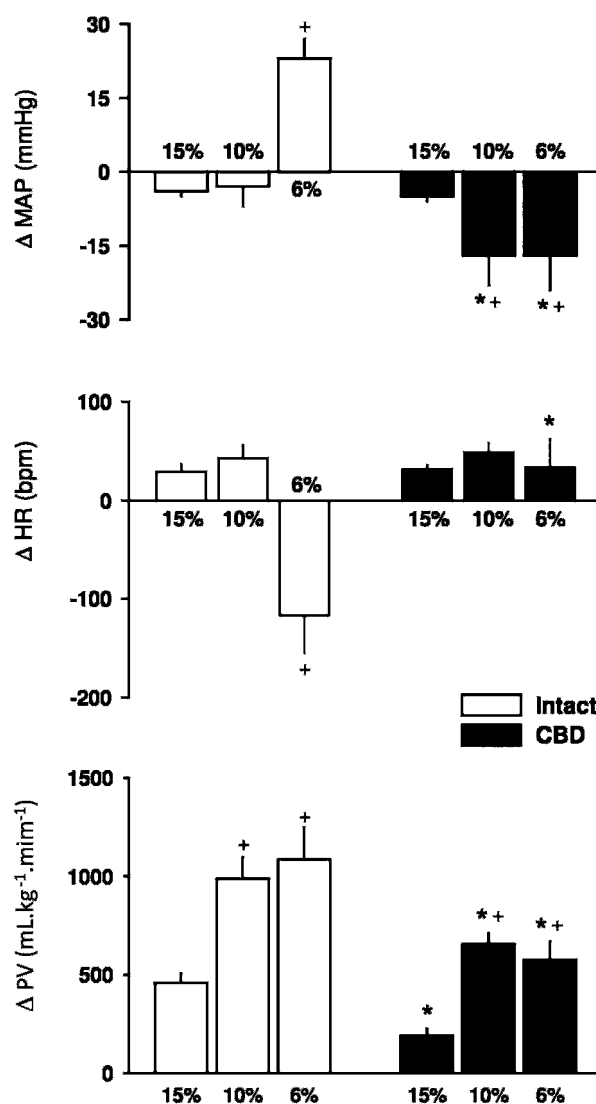 30
+
15
15% 10% 15% 10% 6%
0
6%
Δ MAP (mmHg)
-15
-30
* + * +
100
*
6%
0
15% 10% 15% 10% 6%
Δ HR (bpm)
-100
+
-200
Intact
CBD
1500
+
+
1000
* + * +
Δ PV (mL.kg⁻¹.mim⁻¹)
500
*
0
15% 10% 6% 15% 10% 6%